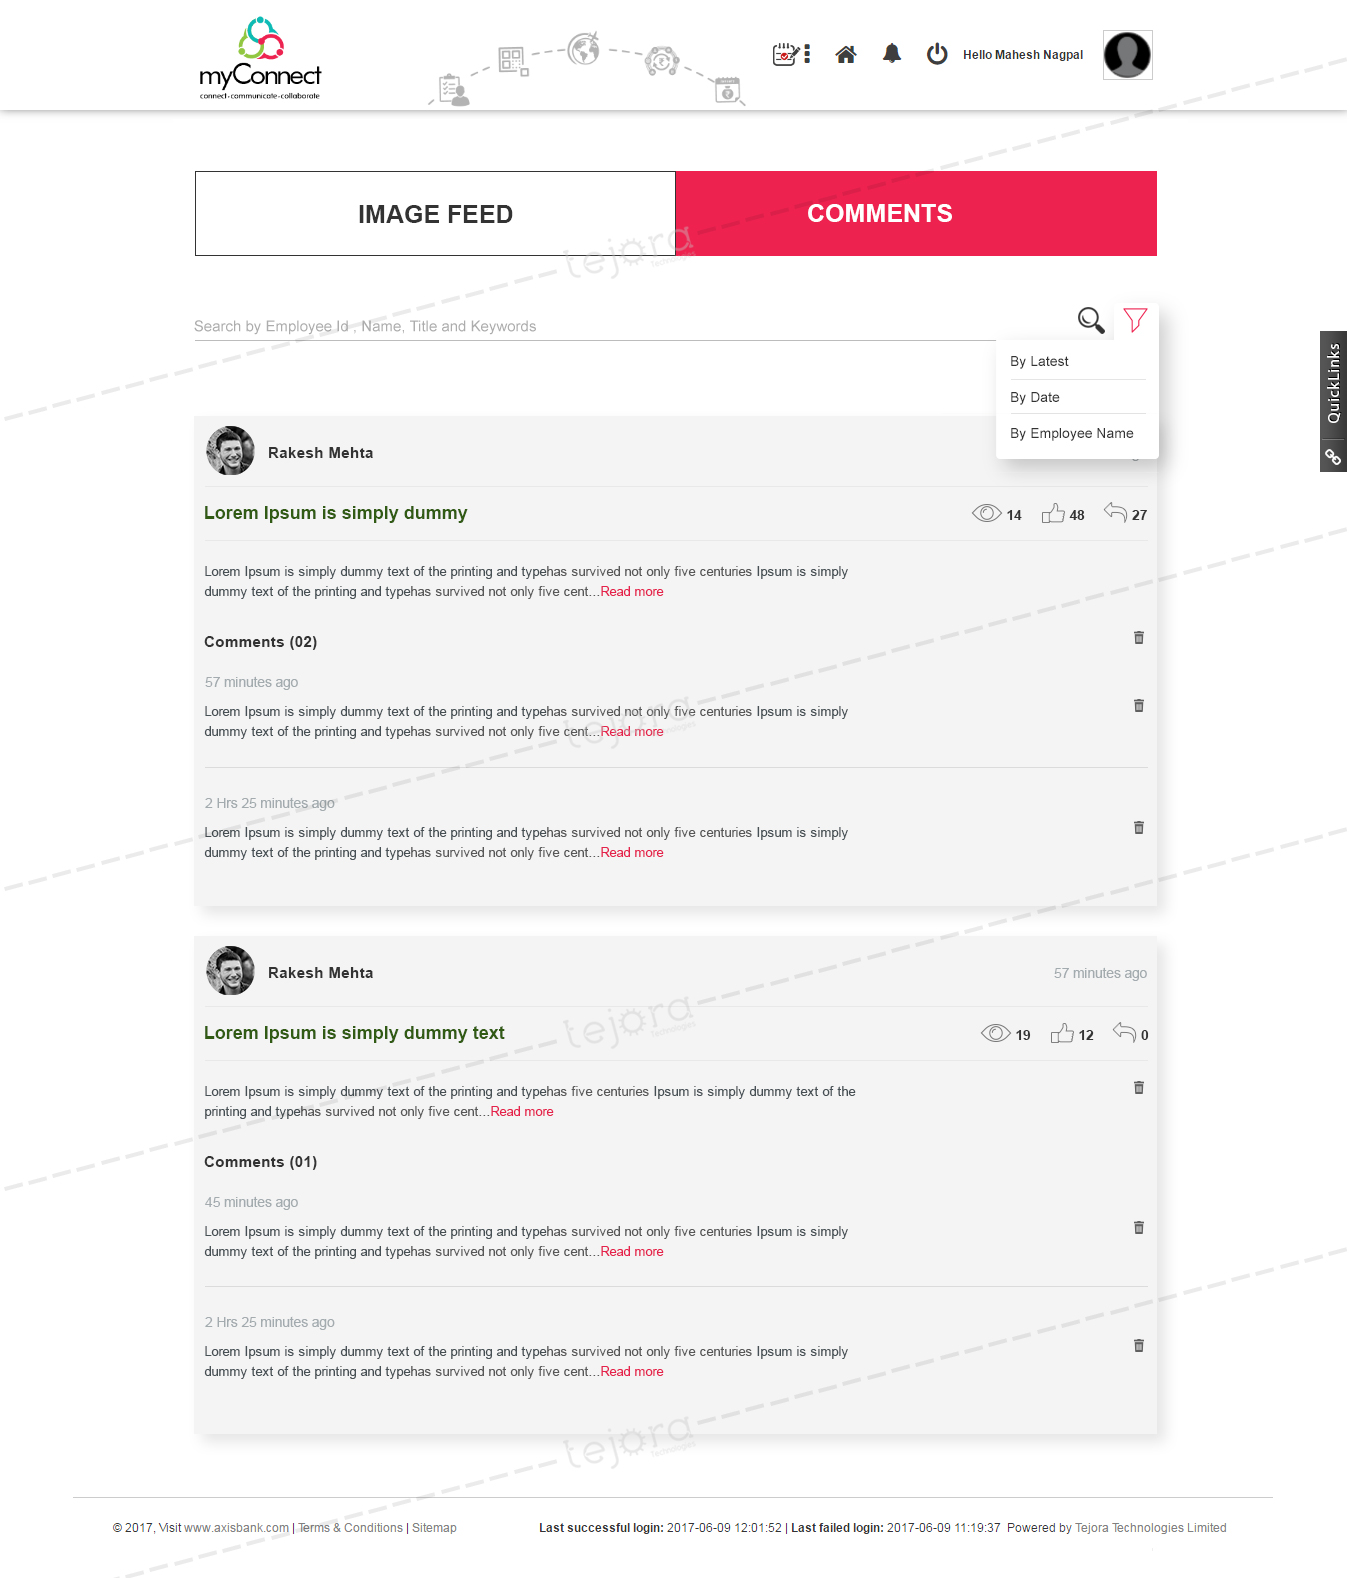 myConnect
connect-communicate-collaborate
Hello Mahesh Nagpal
IMAGE FEED
COMMENTS
tejora
Technologies
Search by Employee Id , Name, Title and Keywords
By Latest
By Date
By Employee Name
QuickLinks
Rakesh Mehta
Lorem Ipsum is simply dummy
14
48
27
Lorem Ipsum is simply dummy text of the printing and typehas survived not only five centuries Ipsum is simply
dummy text of the printing and typehas survived not only five cent...Read more
Comments (02)
57 minutes ago
Lorem Ipsum is simply dummy text of the printing and typehas survived not only five centuries Ipsum is simply
dummy text of the printing and typehas survived not only five cent...Read more
tejora
Technologies
2 Hrs 25 minutes ago
Lorem Ipsum is simply dummy text of the printing and typehas survived not only five centuries Ipsum is simply
dummy text of the printing and typehas survived not only five cent...Read more
Rakesh Mehta
57 minutes ago
Lorem Ipsum is simply dummy text
19
12
0
tejora
Technologies
Lorem Ipsum is simply dummy text of the printing and typehas five centuries Ipsum is simply dummy text of the
printing and typehas survived not only five cent...Read more
Comments (01)
45 minutes ago
Lorem Ipsum is simply dummy text of the printing and typehas survived not only five centuries Ipsum is simply
dummy text of the printing and typehas survived not only five cent...Read more
2 Hrs 25 minutes ago
Lorem Ipsum is simply dummy text of the printing and typehas survived not only five centuries Ipsum is simply
dummy text of the printing and typehas survived not only five cent...Read more
tejora
Technologies
© 2017, Visit www.axisbank.com | Terms & Conditions | Sitemap
Last successful login: 2017-06-09 12:01:52 | Last failed login: 2017-06-09 11:19:37 Powered by Tejora Technologies Limited